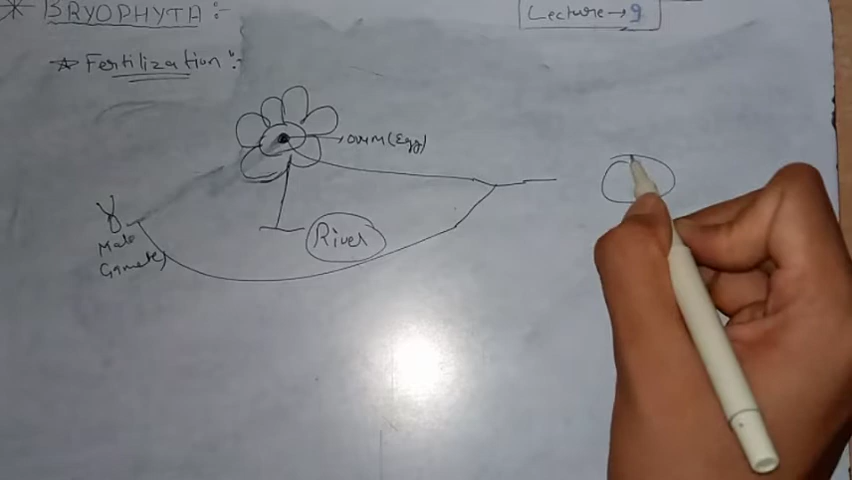 * BRYOPHYTA :-
Lecture → 9
* Fertilization :-
ovum (Egg)
Male
Gamete
River